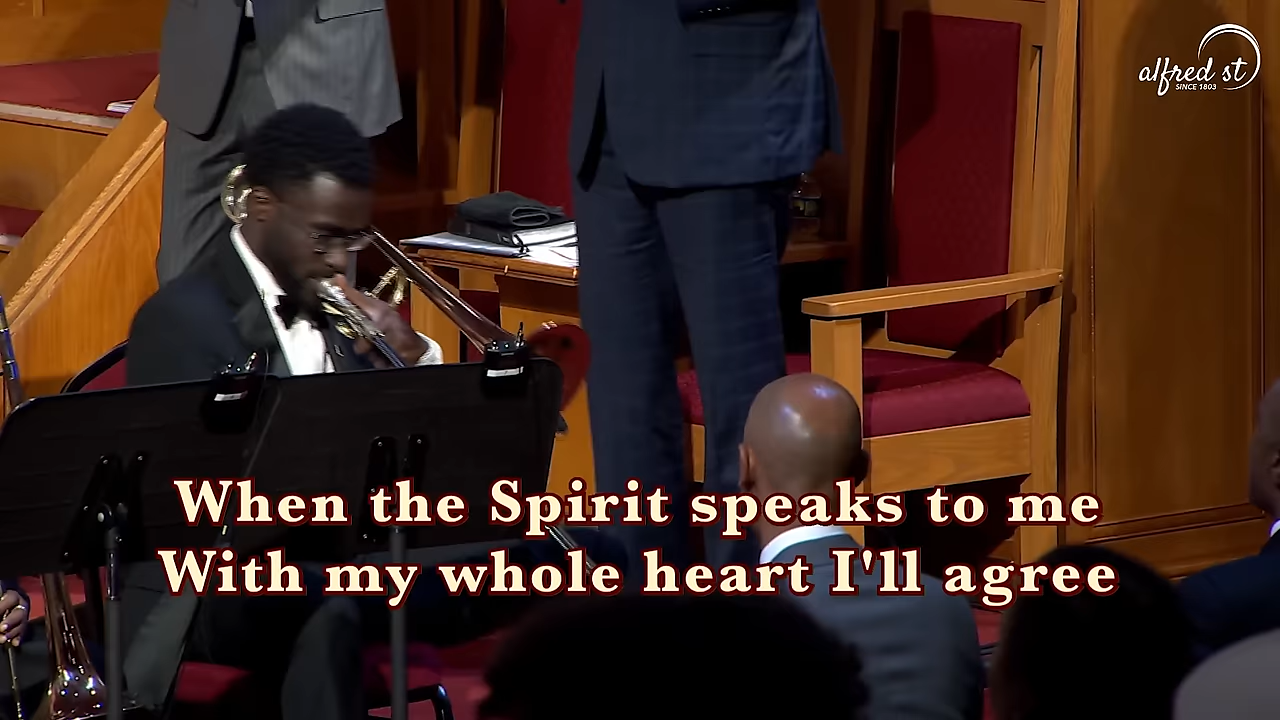 alfred st
SINCE 1803
When the Spirit speaks to me
With my whole heart I'll agree